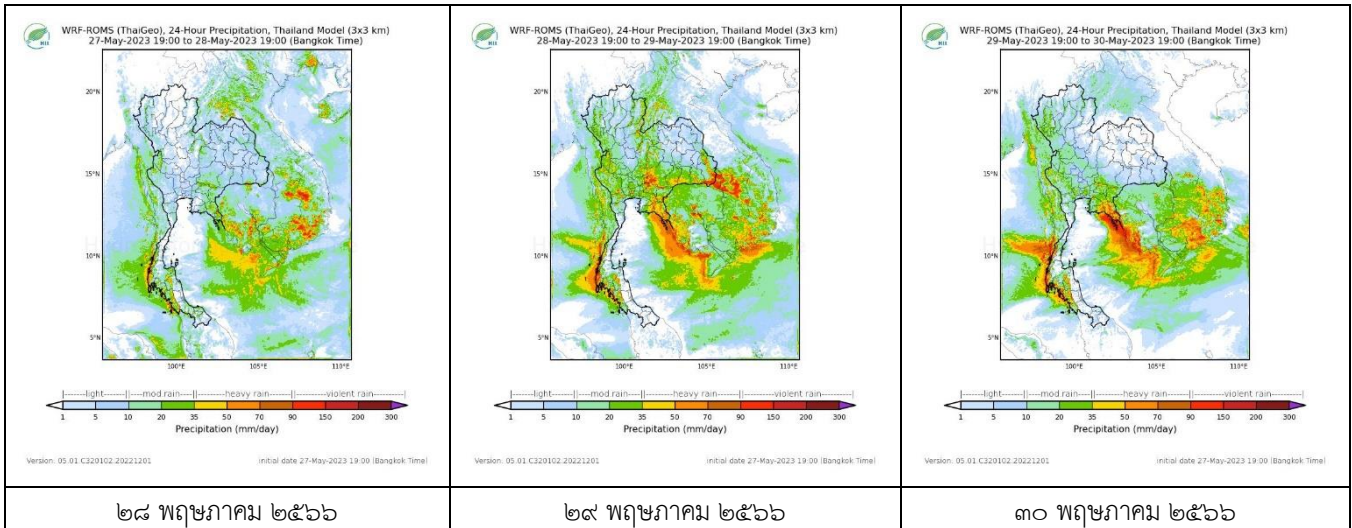 WRF-ROMS (ThaiGeo), 24-Hour Precipitation, Thailand Model (3x3 km)
27-May-2023 19:00 to 28-May-2023 19:00 (Bangkok Time)
HII
20°N
15°N
10°N
5°N
100°E 105°E 110°E
light mod rain heavy rain violent rain
1 5 10 20 35 50 70 90 150 200 300
Precipitation (mm/day)
Version: 05.01.C320102.20221201 initial date 27-May-2023 19:00 (Bangkok Time)
๒๘ พฤษภาคม ๒๕๖๖
WRF-ROMS (ThaiGeo), 24-Hour Precipitation, Thailand Model (3x3 km)
28-May-2023 19:00 to 29-May-2023 19:00 (Bangkok Time)
HII
20°N
15°N
10°N
5°N
100°E 105°E 110°E
light mod rain heavy rain violent rain
1 5 10 20 35 50 70 90 150 200 300
Precipitation (mm/day)
Version: 05.01.C320102.20221201 initial date 27-May-2023 19:00 (Bangkok Time)
๒๙ พฤษภาคม ๒๕๖๖
WRF-ROMS (ThaiGeo), 24-Hour Precipitation, Thailand Model (3x3 km)
29-May-2023 19:00 to 30-May-2023 19:00 (Bangkok Time)
HII
20°N
15°N
10°N
5°N
100°E 105°E 110°E
light mod rain heavy rain violent rain
1 5 10 20 35 50 70 90 150 200 300
Precipitation (mm/day)
Version: 05.01.C320102.20221201 initial date 27-May-2023 19:00 (Bangkok Time)
๓๐ พฤษภาคม ๒๕๖๖